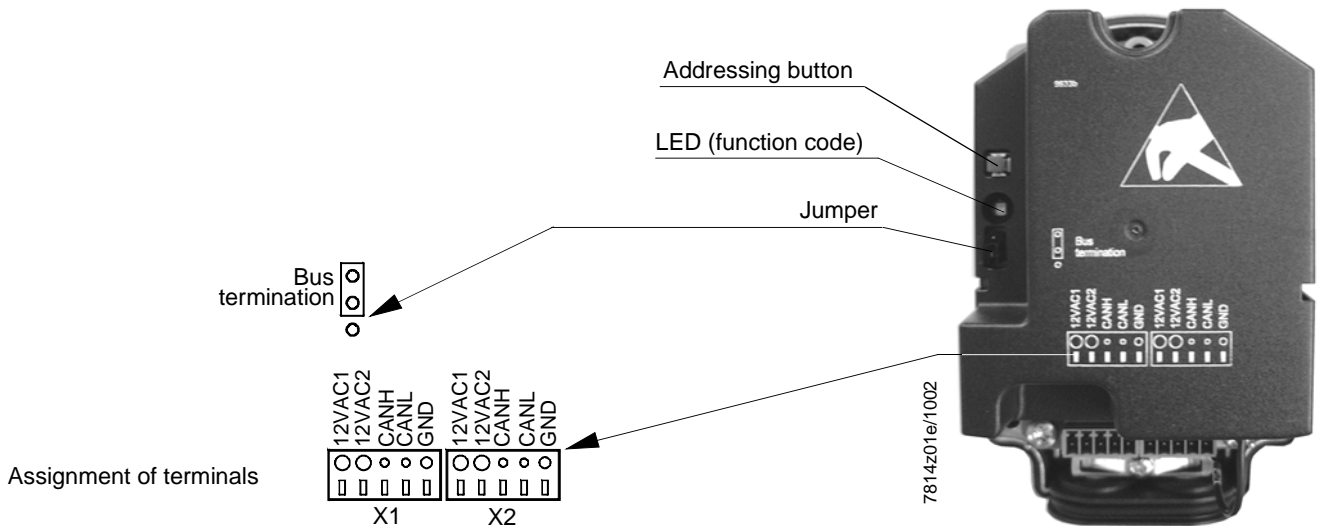 Addressing button
LED (function code)
Jumper
Bus
termination
12VAC1
12VAC2
CANH
CANL
GND
12VAC1
12VAC2
CANH
CANL
GND
Assignment of terminals
X1
X2
7814z01e/1002
Bus
termination
12VAC1
12VAC2
CANH
CANL
GND
12VAC1
12VAC2
CANH
CANL
GND